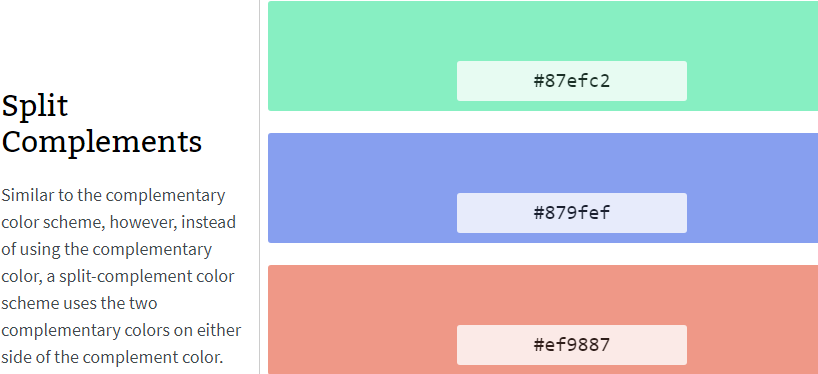 Split
Complements
Similar to the complementary
color scheme, however, instead
of using the complementary
color, a split-complement color
scheme uses the two
complementary colors on either
side of the complement color.
#87efc2
#879fef
#ef9887